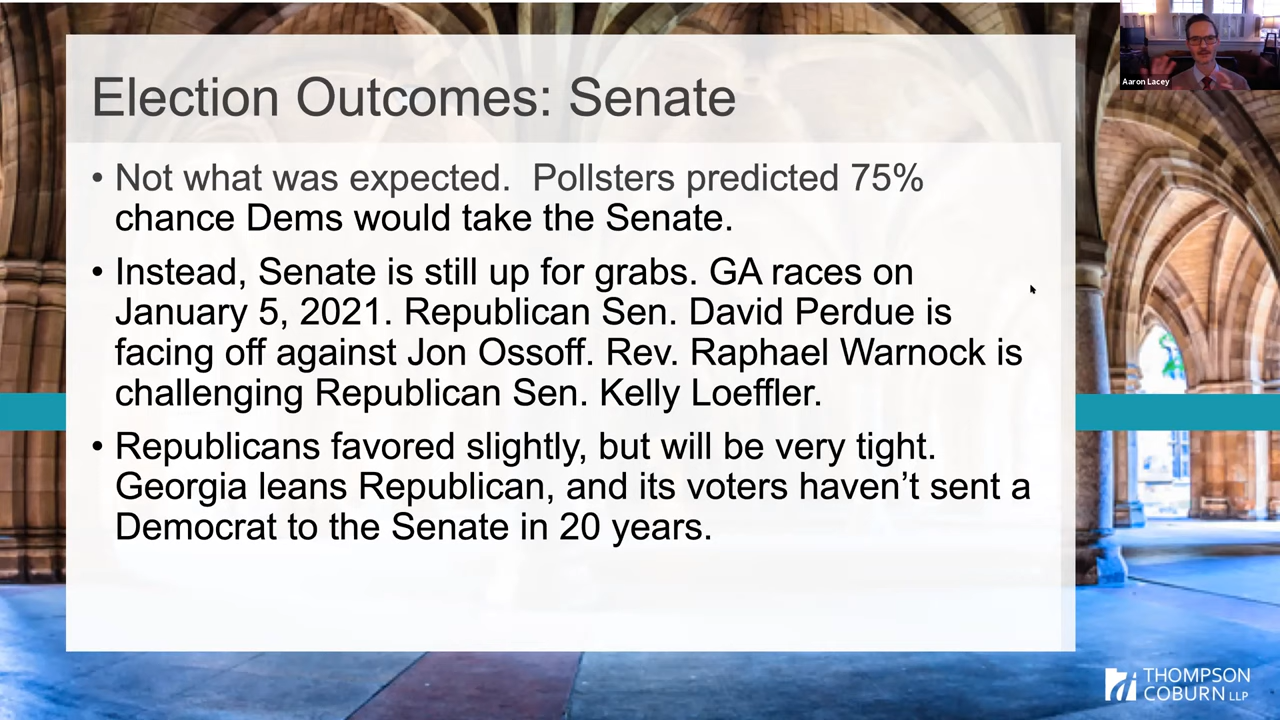 Aaron Lacey
Election Outcomes: Senate
• Not what was expected.  Pollsters predicted 75%
chance Dems would take the Senate.
• Instead, Senate is still up for grabs. GA races on
January 5, 2021. Republican Sen. David Perdue is
facing off against Jon Ossoff. Rev. Raphael Warnock is
challenging Republican Sen. Kelly Loeffler.
• Republicans favored slightly, but will be very tight.
Georgia leans Republican, and its voters haven’t sent a
Democrat to the Senate in 20 years.
THOMPSON
COBURN LLP